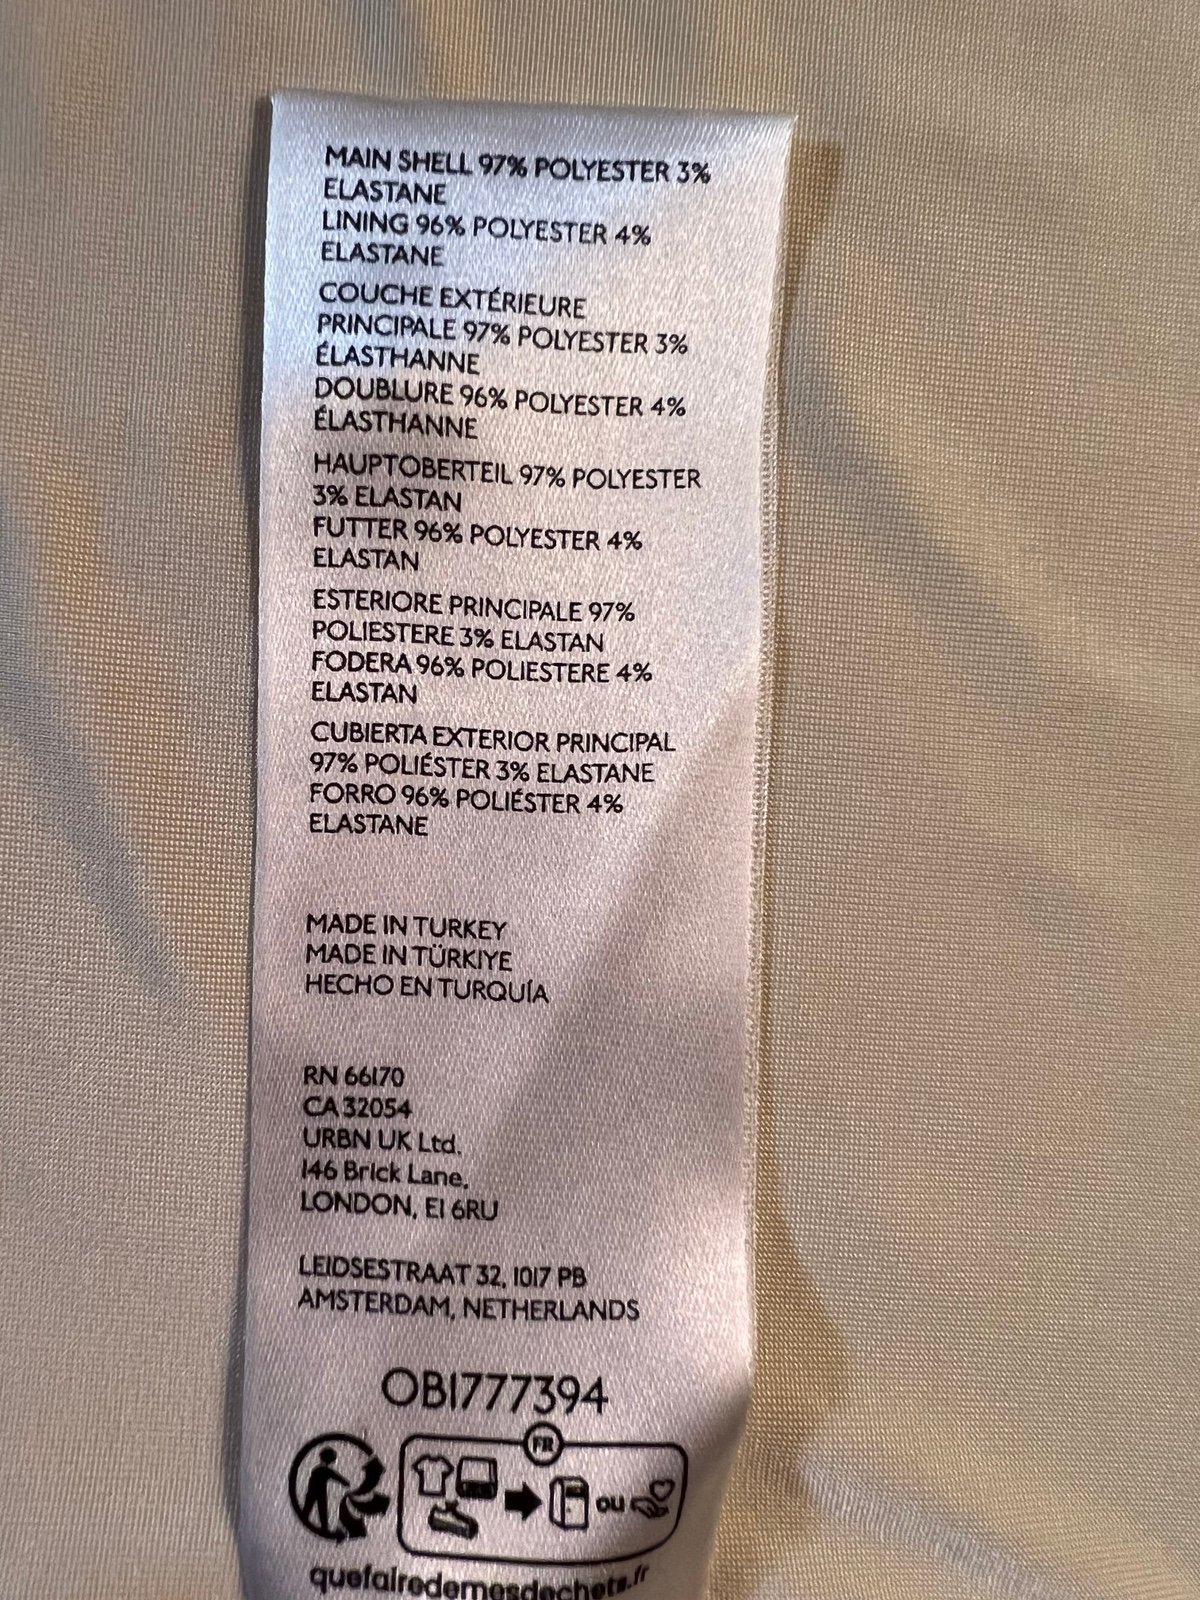 MAIN SHELL 97% POLYESTER 3%
ELASTANE
LINING 96% POLYESTER 4%
ELASTANE
COUCHE EXTÉRIEURE
PRINCIPALE 97% POLYESTER 3%
ÉLASTHANNE
DOUBLURE 96% POLYESTER 4%
ÉLASTHANNE
HAUPTOBERTEIL 97% POLYESTER
3% ELASTAN
FUTTER 96% POLYESTER 4%
ELASTAN
ESTERIORE PRINCIPALE 97%
POLIESTERE 3% ELASTAN
FODERA 96% POLIESTERE 4%
ELASTAN
CUBIERTA EXTERIOR PRINCIPAL
97% POLIÉSTER 3% ELASTANE
FORRO 96% POLIÉSTER 4%
ELASTANE
MADE IN TURKEY
MADE IN TÜRKIYE
HECHO EN TURQUÍA
RN 66170
CA 32054
URBN UK Ltd.
146 Brick Lane,
LONDON, E1 6RU
LEIDSESTRAAT 32, 1017 PB
AMSTERDAM, NETHERLANDS
OB1777394
FR
ou
quefairedemesdechets.fr